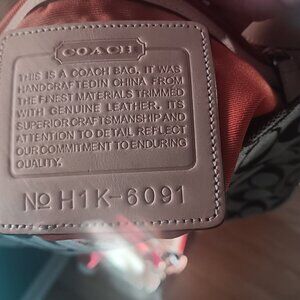 COACH
THIS IS A COACH BAG. IT WAS
HANDCRAFTED IN CHINA FROM
THE FINEST MATERIALS TRIMMED
WITH GENUINE LEATHER. ITS
SUPERIOR CRAFTSMANSHIP AND
ATTENTION TO DETAIL REFLECT
OUR COMMITMENT TO ENDURING
QUALITY.
No H1K-6091